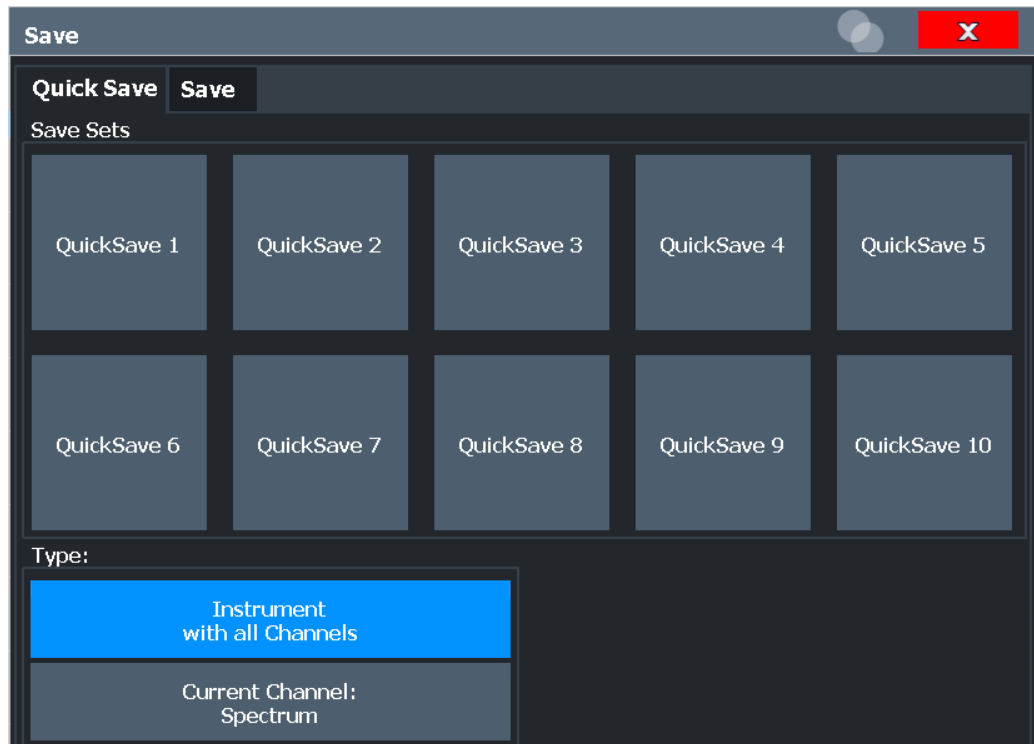 Save
X
Quick Save Save
Save Sets
QuickSave 1 QuickSave 2 QuickSave 3 QuickSave 4 QuickSave 5
QuickSave 6 QuickSave 7 QuickSave 8 QuickSave 9 QuickSave 10
Type:
Instrument
with all Channels
Current Channel:
Spectrum